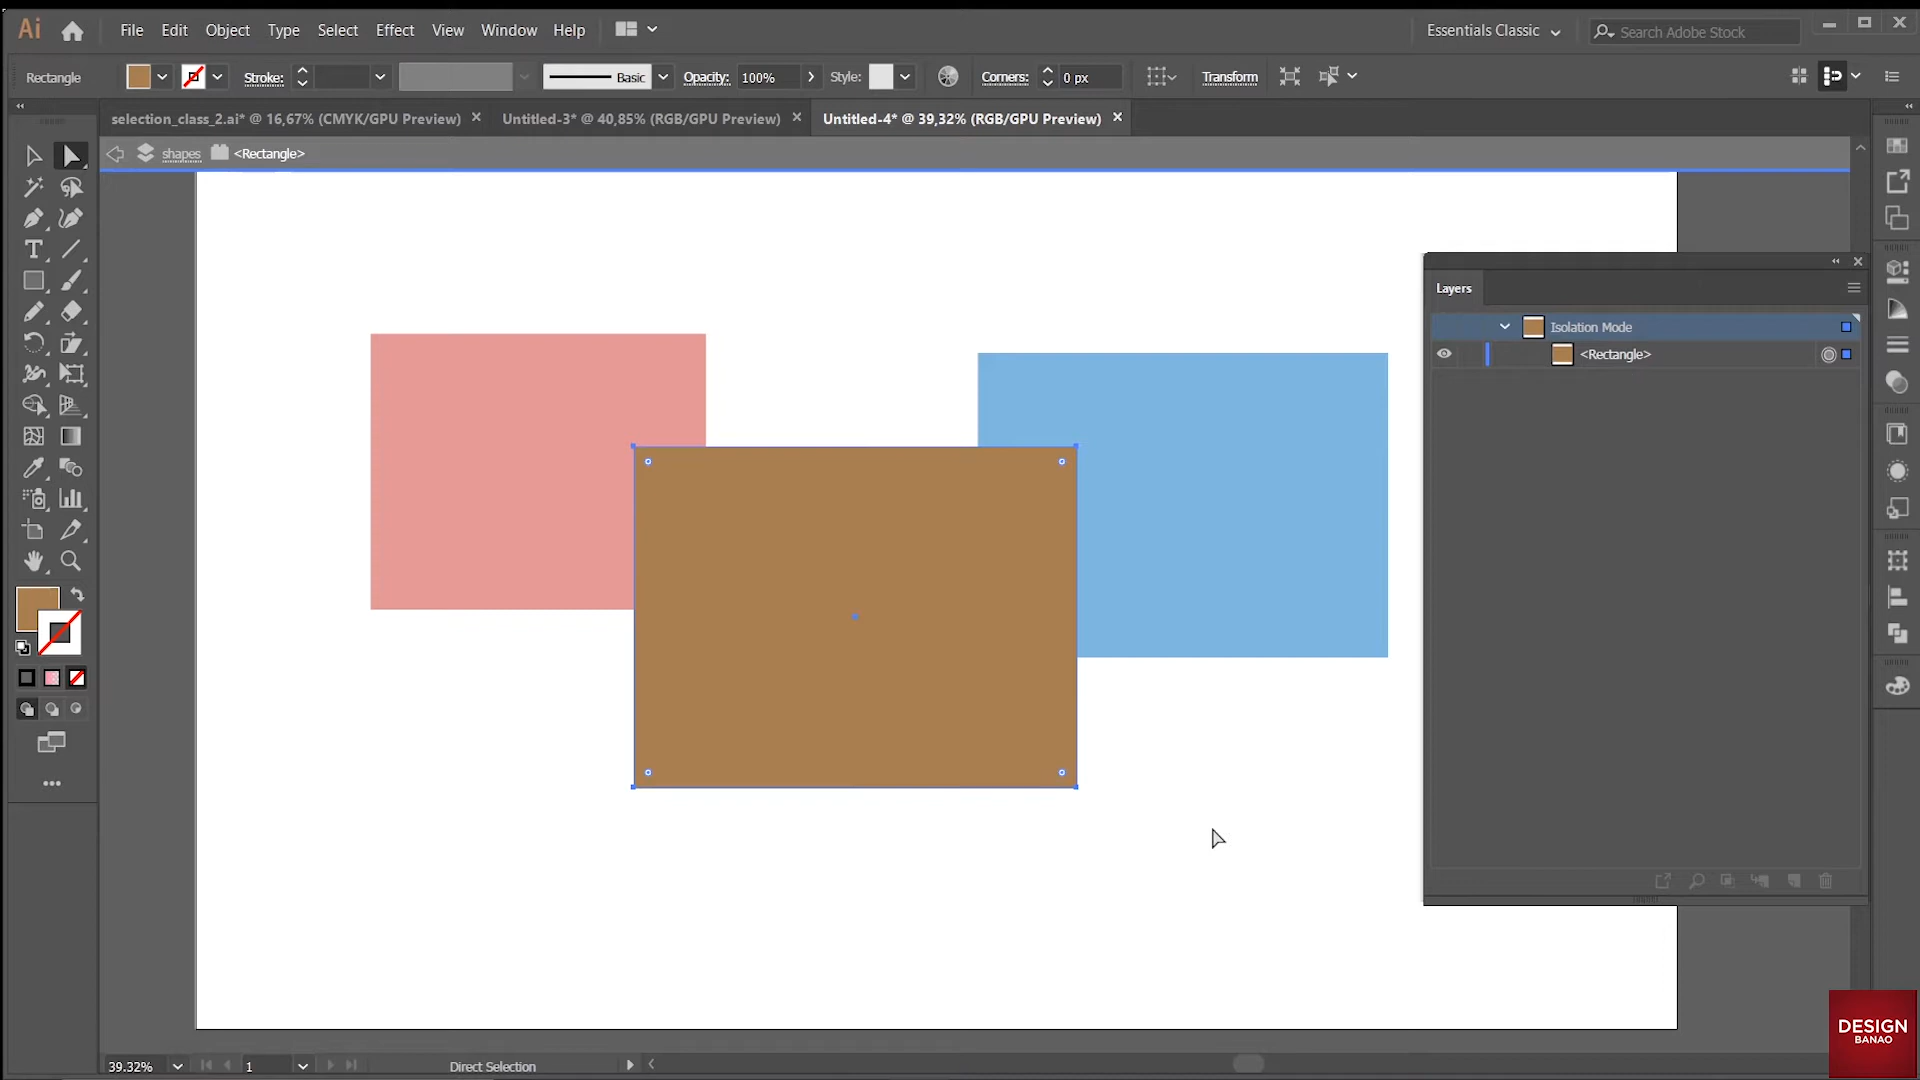 Ai File Edit Object Type Select Effect View Window Help Essentials Classic Search Adobe Stock
Rectangle Stroke: Basic Opacity: 100% Style: Corners: 0 px Transform
selection_class_2.ai* @ 16,67% (CMYK/GPU Preview) Untitled-3* @ 40,85% (RGB/GPU Preview) Untitled-4* @ 39,32% (RGB/GPU Preview)
shapes <Rectangle>
Layers
Isolation Mode
<Rectangle>
DESIGN
BANAO
39.32% 1 Direct Selection